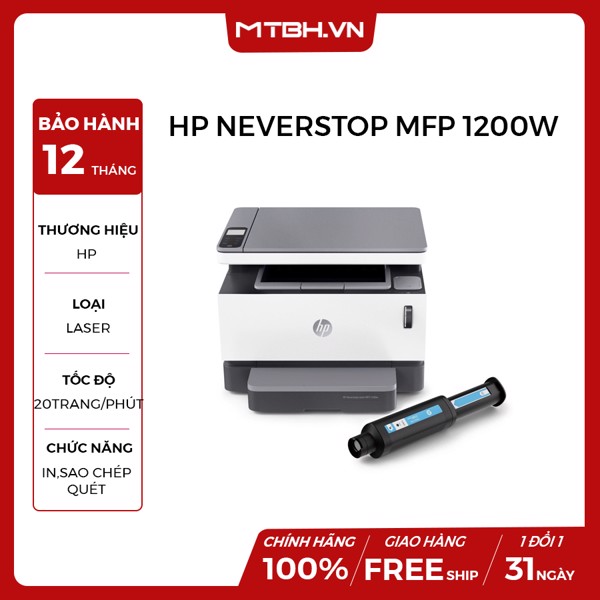 MTBH.VN
HP NEVERSTOP MFP 1200W
BẢO HÀNH
12 THÁNG
THƯƠNG HIỆU
HP
LOẠI
LASER
TỐC ĐỘ
20TRANG/PHÚT
CHỨC NĂNG
IN,SAO CHÉP
QUÉT
hp
CHÍNH HÃNG
100%
GIAO HÀNG
FREE SHIP
1 ĐỔI 1
31 NGÀY